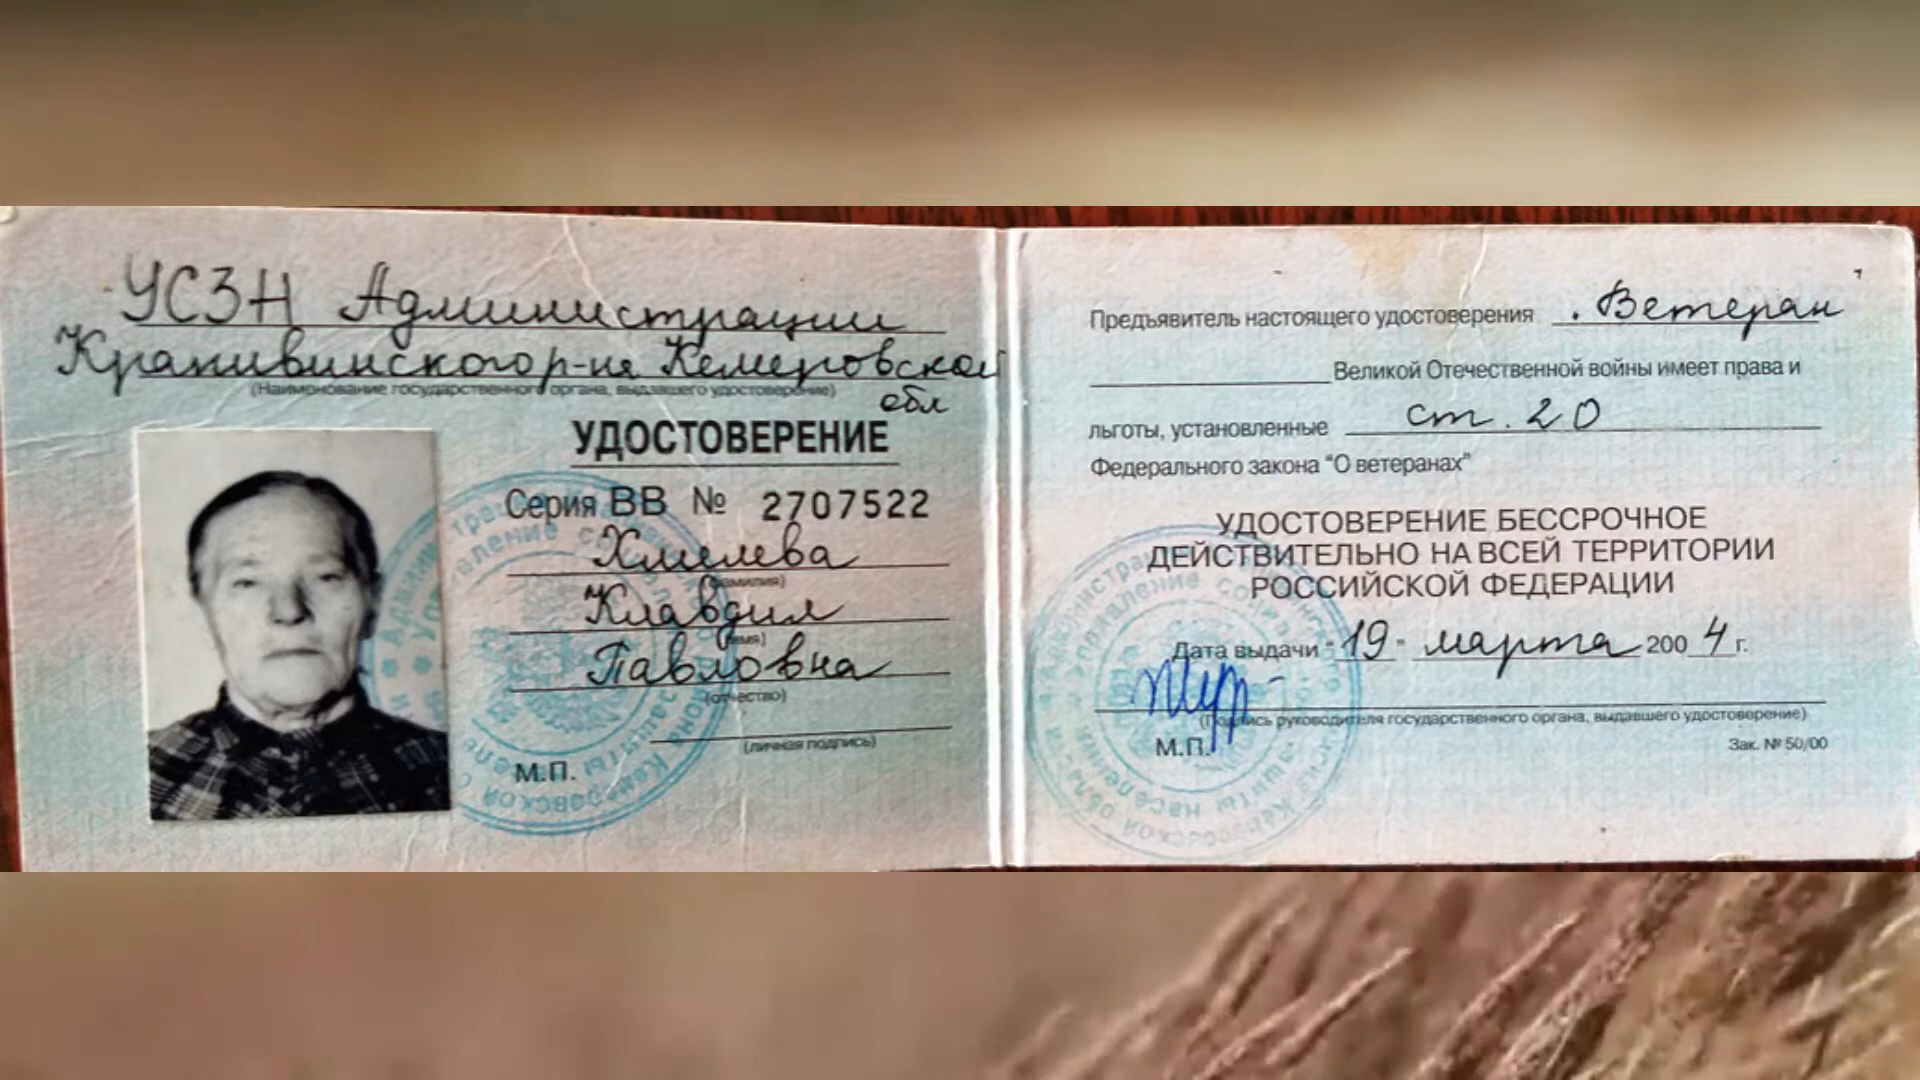 УСЗН Администрации
Крапивинского р-на Кемеровской
(Наименование государственного органа, выдавшего удостоверение)
обл
УДОСТОВЕРЕНИЕ
Серия ВВ № 2707522
Хмелева
(фамилия)
Клавдия
(имя)
Павловна
(отчество)
(личная подпись)
М.П.
Предъявитель настоящего удостоверения Ветеран
Великой Отечественной войны имеет права и
льготы, установленные ст. 20
Федерального закона "О ветеранах"
УДОСТОВЕРЕНИЕ БЕССРОЧНОЕ
ДЕЙСТВИТЕЛЬНО НА ВСЕЙ ТЕРРИТОРИИ
РОССИЙСКОЙ ФЕДЕРАЦИИ
Дата выдачи "19" марта 2004 г.
(Подпись руководителя государственного органа, выдавшего удостоверение)
М.П.
Зак. № 50/00